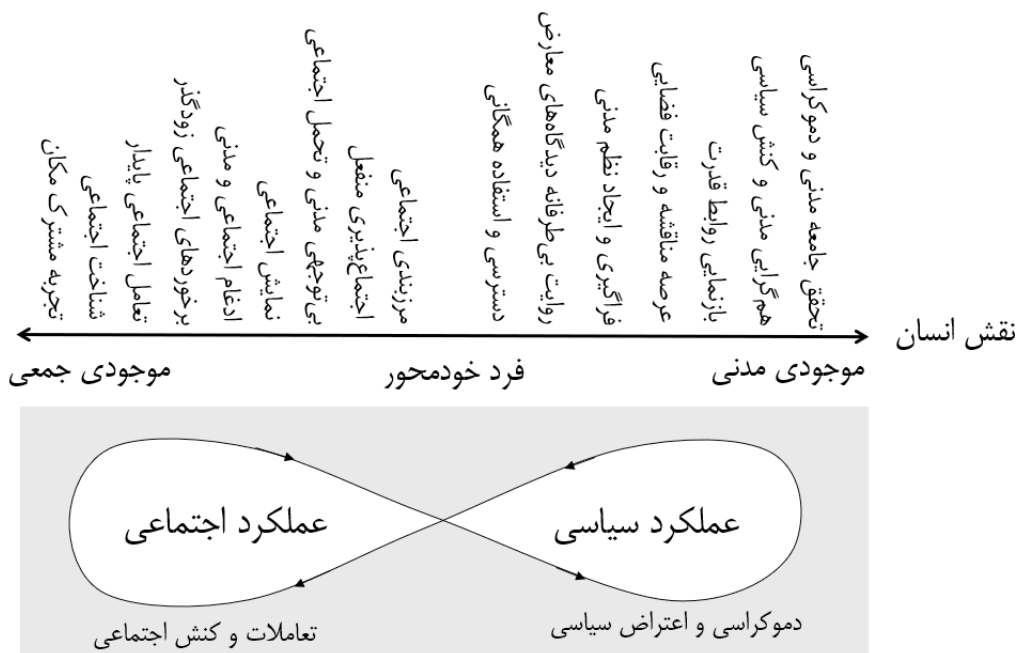 تحقق جامعه مدنی و دموکراسی
هم‌گرایی مدنی و کنش سیاسی
بازنمایی روابط قدرت
عرصه مناقشه و رقابت فضایی
فراگیری و ایجاد نظم مدنی
روایت بی‌طرفانه دیدگاه‌های معارض
دسترسی و استفاده همگانی
مرزبندی اجتماعی
اجتماع‌پذیری منفعل
بی‌توجهی مدنی و تحمل اجتماعی
نمایش اجتماعی
ادغام اجتماعی و مدنی
برخوردهای اجتماعی زودگذر
تعامل اجتماعی پایدار
شناخت اجتماعی
تجربه مشترک مکان
نقش انسان
موجودی مدنی
فرد خودمحور
موجودی جمعی
عملکرد سیاسی
عملکرد اجتماعی
دموکراسی و اعتراض سیاسی
تعاملات و کنش اجتماعی